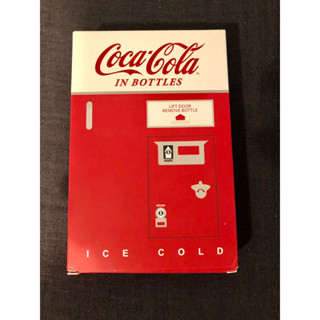 Coca-Cola
IN BOTTLES
LIFT DOOR
REMOVE BOTTLE
ICE COLD